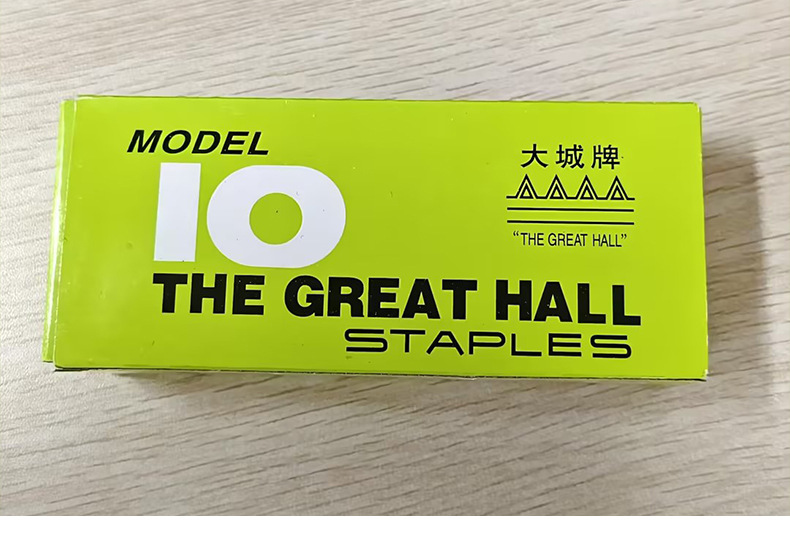 MODEL
10
THE GREAT HALL
STAPLES
大城牌
“THE GREAT HALL”